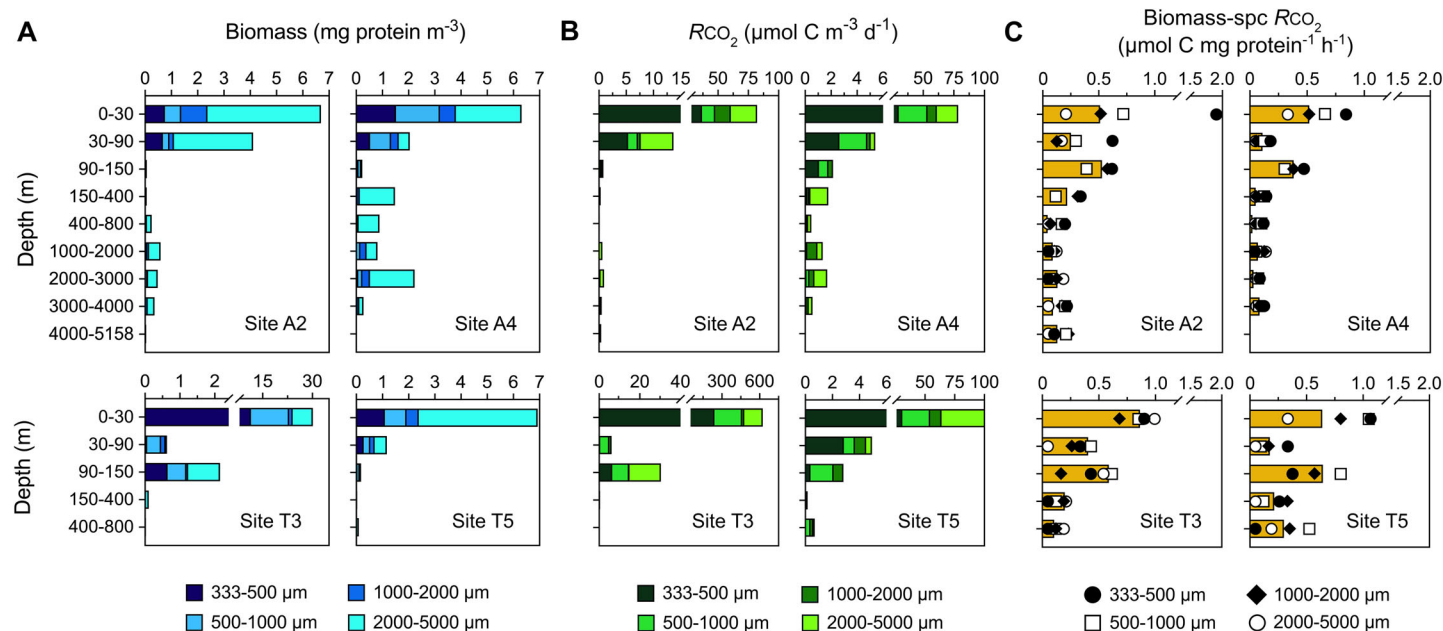 A
Biomass (mg protein m-3)
B
RCO2 (µmol C m-3 d-1)
C
Biomass-spc RCO2
(µmol C mg protein-1 h-1)
0 1 2 3 4 5 6 7
0 1 2 3 4 5 6 7
0 5 10 15 50 75 100
0 2 4 6 50 75 100
0 0.5 1.0 1.5 2.0
0 0.5 1.0 1.5 2.0
Depth (m)
0-30
30-90
90-150
150-400
400-800
1000-2000
2000-3000
3000-4000
4000-5158
Site A2
Site A4
Site A2
Site A4
Site A2
Site A4
0 1 2 15 30
0 1 2 3 4 5 6 7
0 20 40 300 600
0 2 4 6 50 75 100
0 0.5 1.0 1.5 2.0
0 0.5 1.0 1.5 2.0
Depth (m)
0-30
30-90
90-150
150-400
400-800
Site T3
Site T5
Site T3
Site T5
Site T3
Site T5
333-500 µm
1000-2000 µm
500-1000 µm
2000-5000 µm
333-500 µm
1000-2000 µm
500-1000 µm
2000-5000 µm
333-500 µm
1000-2000 µm
500-1000 µm
2000-5000 µm